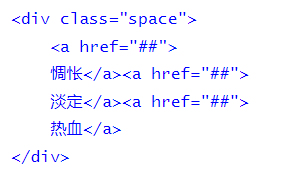 <div class="space">
    <a href="##">
    惆怅</a><a href="##">
    淡定</a><a href="##">
    热血</a>
</div>